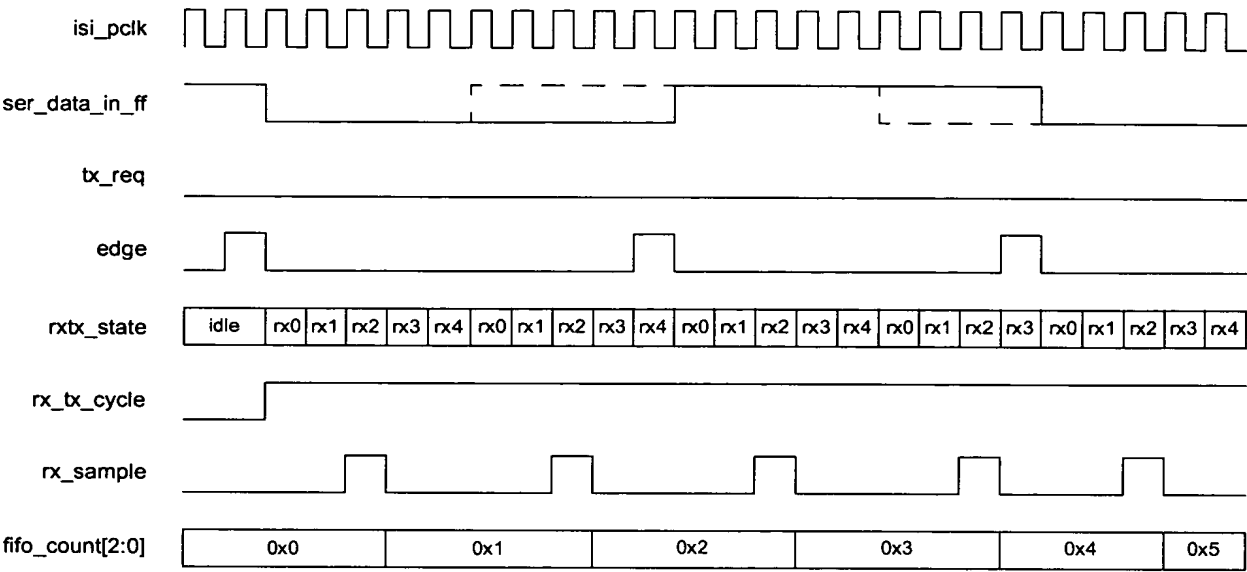 isi_pclk
ser_data_in_ff
tx_req
edge
rxtx_state idle rx0 rx1 rx2 rx3 rx4 rx0 rx1 rx2 rx3 rx4 rx0 rx1 rx2 rx3 rx4 rx0 rx1 rx2 rx3 rx0 rx1 rx2 rx3 rx4
rx_tx_cycle
rx_sample
fifo_count[2:0] 0x0 0x1 0x2 0x3 0x4 0x5